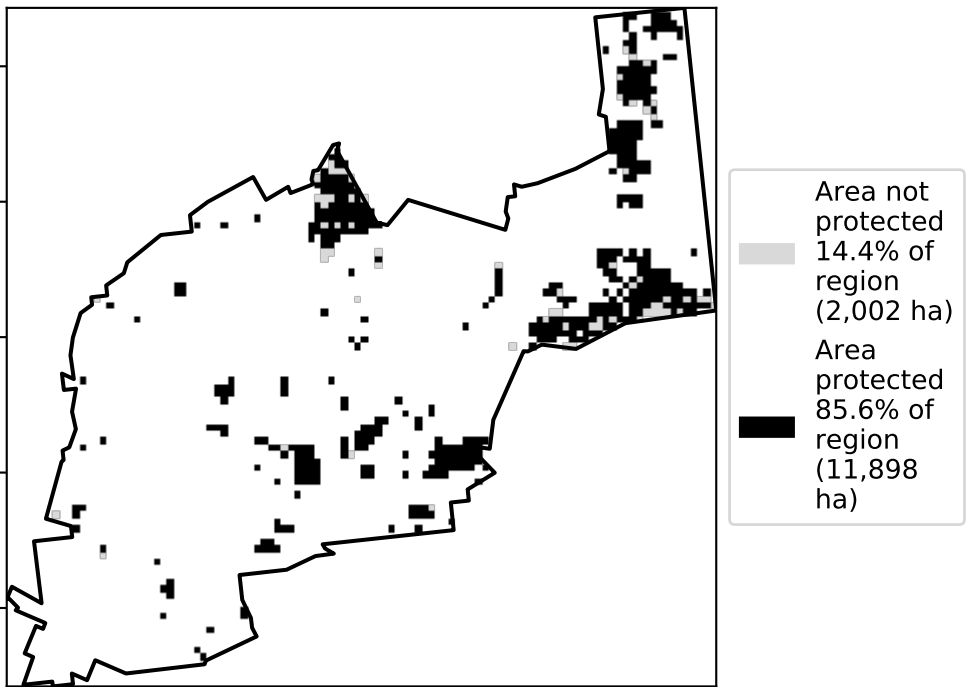 Area not
protected
14.4% of
region
(2,002 ha)
Area
protected
85.6% of
region
(11,898
ha)